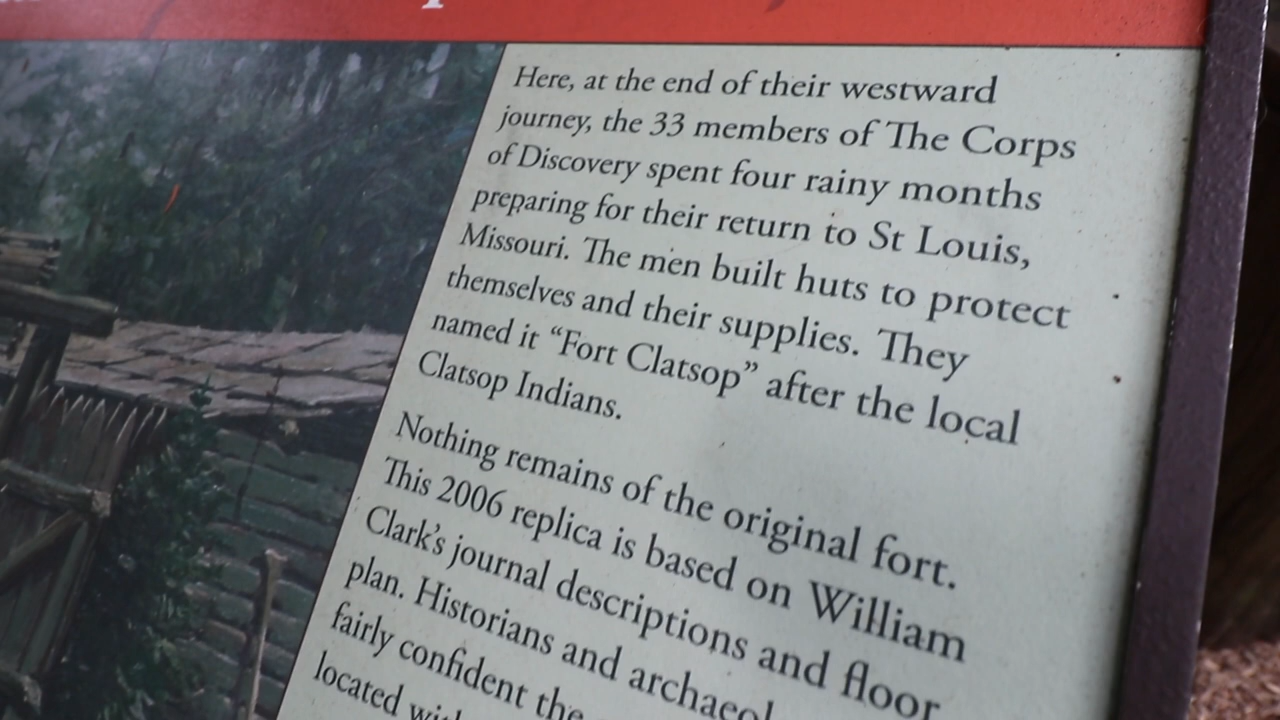 Here, at the end of their westward
journey, the 33 members of The Corps
of Discovery spent four rainy months
preparing for their return to St Louis,
Missouri. The men built huts to protect
themselves and their supplies. They
named it “Fort Clatsop” after the local
Clatsop Indians.
Nothing remains of the original fort.
This 2006 replica is based on William
Clark's journal descriptions and floor
plan. Historians and
fairly confident the
located